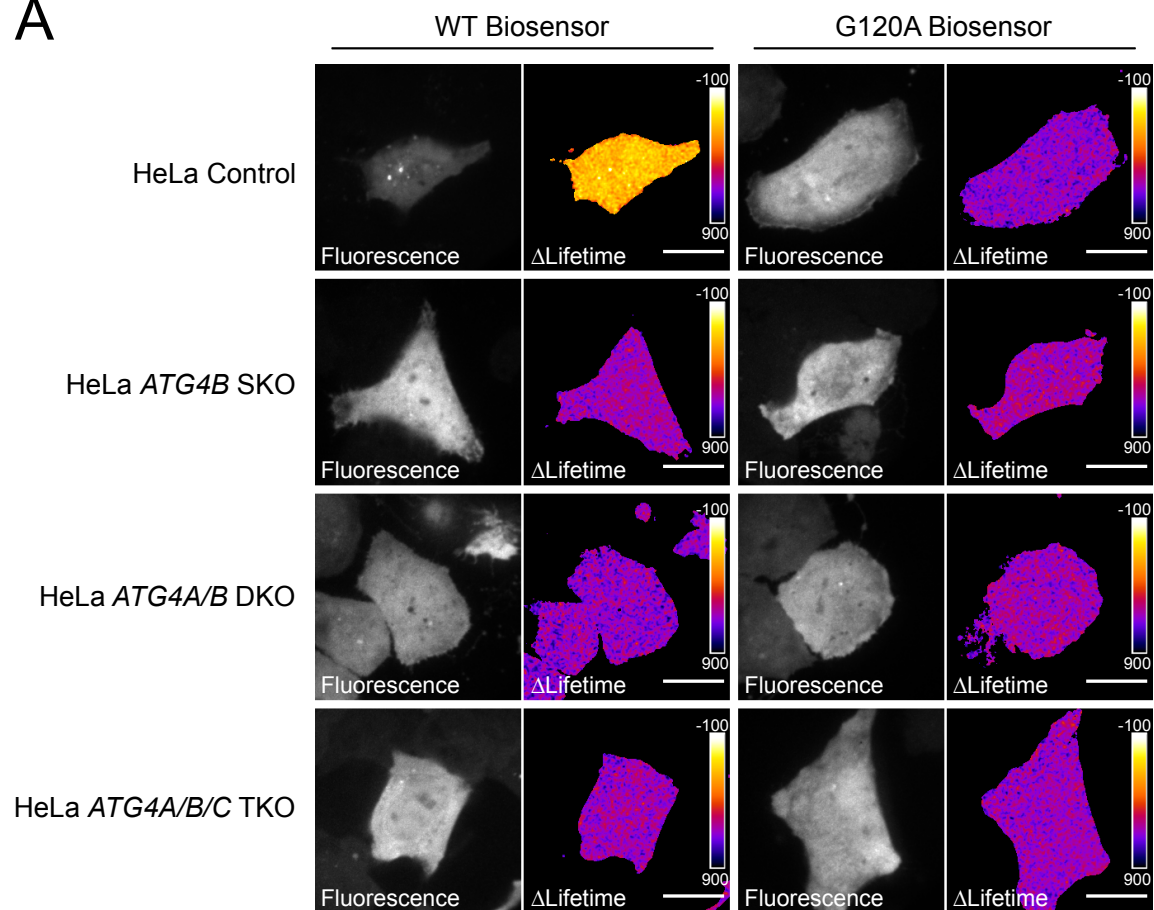 A
WT Biosensor G120A Biosensor
HeLa Control
-100 -100
900 900
Fluorescence ΔLifetime Fluorescence ΔLifetime
HeLa ATG4B SKO
-100 -100
900 900
Fluorescence ΔLifetime Fluorescence ΔLifetime
HeLa ATG4A/B DKO
-100 -100
900 900
Fluorescence ΔLifetime Fluorescence ΔLifetime
HeLa ATG4A/B/C TKO
-100 -100
900 900
Fluorescence ΔLifetime Fluorescence ΔLifetime